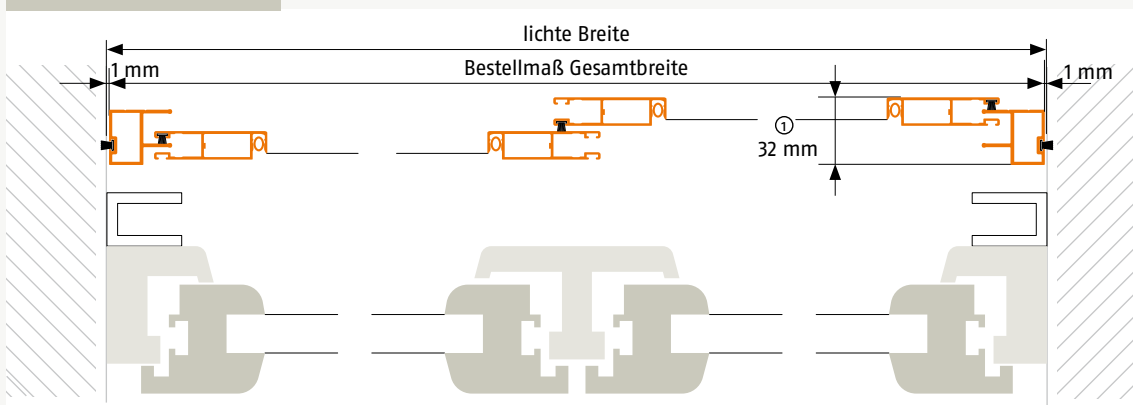 lichte Breite
1 mm
Bestellmaß Gesamtbreite
1 mm
①
32 mm